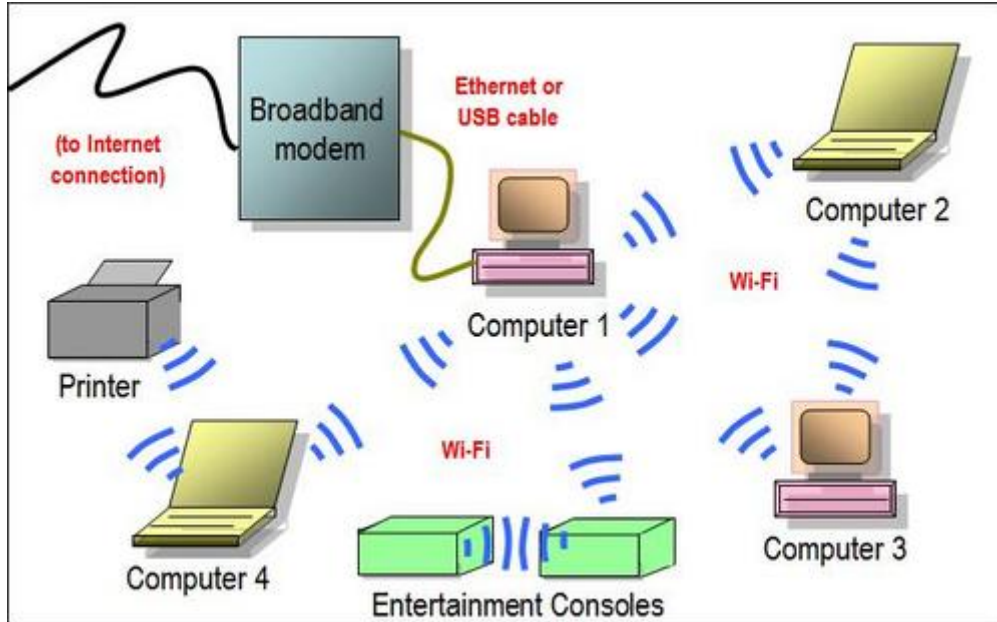 Broadband
modem
Ethernet or
USB cable
(to Internet
connection)
Computer 2
Wi-Fi
Computer 1
Printer
Wi-Fi
Computer 3
Computer 4
Entertainment Consoles